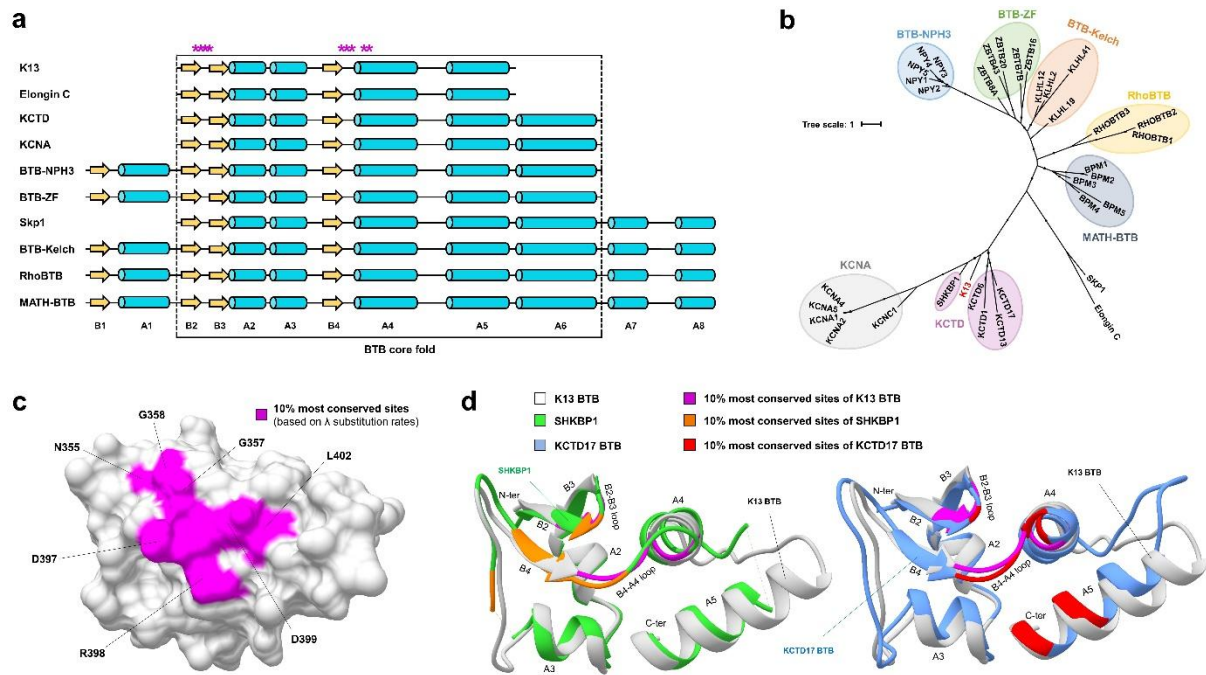 a
****
***
**
K13
Elongin C
KCTD
KCNA
BTB-NPH3
BTB-ZF
Skp1
BTB-Kelch
RhoBTB
MATH-BTB
B1 A1 B2 B3 A2 A3 B4 A4 A5 A6 A7 A8
BTB core fold
b
BTB-NPH3
BTB-ZF
BTB-Kelch
NPY4
NPY3
NPY5
NPY1
NPY2
ZBTB20
ZBTB43
ZBTB8A
ZBTB7B
ZBTB16
KLHL12
KLHL2
KLHL41
KLHL18
RhoBTB
RHOBTB3
RHOBTB2
RHOBTB1
Tree scale: 1
BPM1
BPM2
BPM3
BPM4
BPM5
MATH-BTB
SKP1
Elongin C
KCNA
KCNA4
KCNA5
KCNA1
KCNA2
KCNC1
SHKBP1
K13
KCTD6
KCTD17
KCTD1
KCTD13
KCTD
c
10% most conserved sites
(based on λ substitution rates)
G358
G357
N355
L402
D397
R398
D399
d
K13 BTB
10% most conserved sites of K13 BTB
SHKBP1
10% most conserved sites of SHKBP1
KCTD17 BTB
10% most conserved sites of KCTD17 BTB
SHKBP1
N-ter
B3
B2-B3 loop
A4
K13 BTB
B2
A2
B4
B4-A4 loop
A5
C-ter
A3
N-ter
B3
B2-B3 loop
A4
K13 BTB
B2
A2
B4
B4-A4 loop
A5
C-ter
A3
KCTD17 BTB